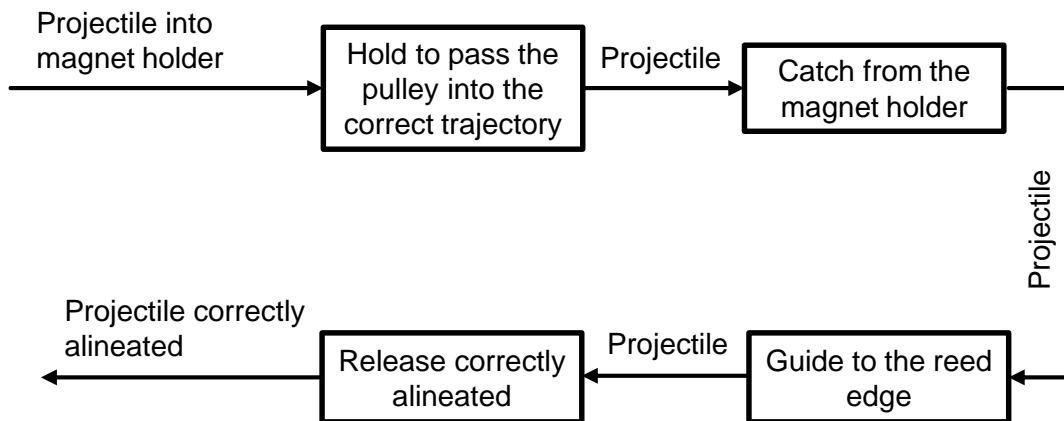 Projectile into
magnet holder
Hold to pass the
pulley into the
correct trajectory
Projectile
Catch from the
magnet holder
Projectile
Guide to the reed
edge
Projectile
Release correctly
alineated
Projectile correctly
alineated